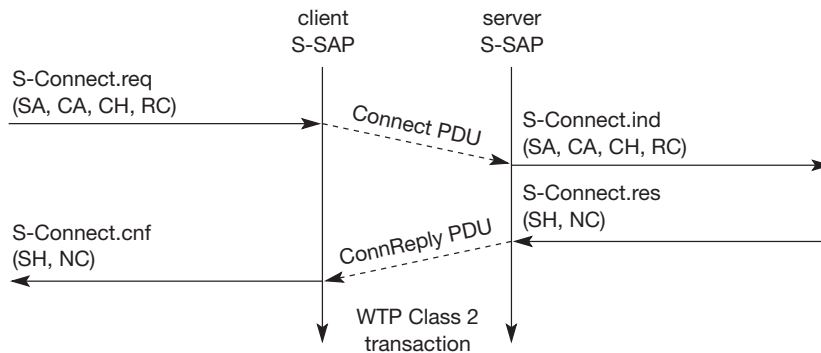 client
S-SAP
server
S-SAP
S-Connect.req
(SA, CA, CH, RC)
Connect PDU
S-Connect.ind
(SA, CA, CH, RC)
S-Connect.res
(SH, NC)
S-Connect.cnf
(SH, NC)
ConnReply PDU
WTP Class 2
transaction